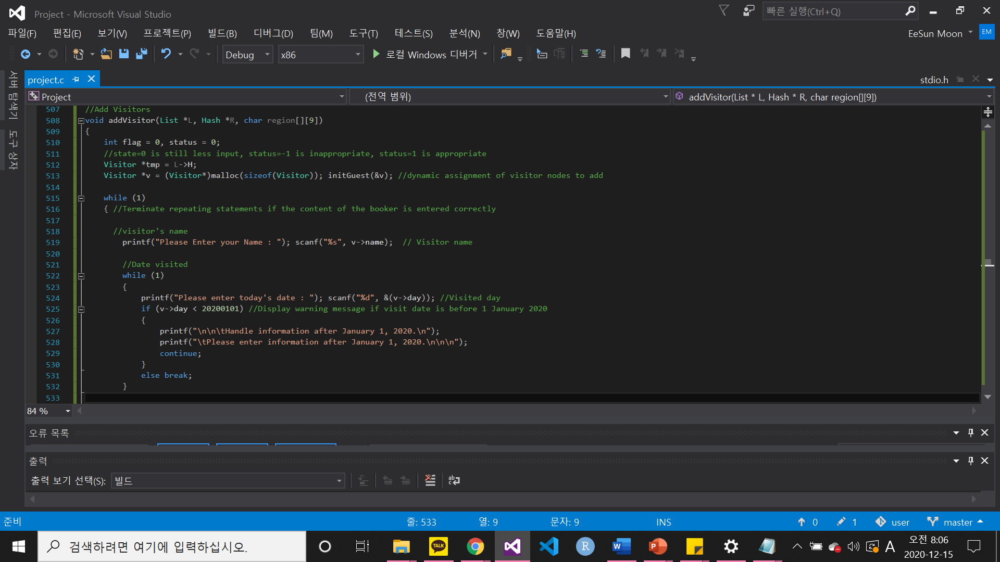 Project - Microsoft Visual Studio
빠른 실행(Ctrl+Q)
파일(F) 편집(E) 보기(V) 프로젝트(P) 빌드(B) 디버그(D) 팀(M) 도구(T) 테스트(S) 분석(N) 창(W) 도움말(H)
EeSun Moon EM
Debug x86 로컬 Windows 디버거
서버 탐색기
도구 상자
project.c
stdio.h
Project (전역 범위) addVisitor(List * L, Hash * R, char region[][9])
507 //Add Visitors
508 void addVisitor(List *L, Hash *R, char region[][9])
509 {
510 int flag = 0, status = 0;
511 //state=0 is still less input, status=-1 is inappropriate, status=1 is appropriate
512 Visitor *tmp = L->H;
513 Visitor *v = (Visitor*)malloc(sizeof(Visitor)); initGuest(&v); //dynamic assignment of visitor nodes to add
514
515 while (1)
516 { //Terminate repeating statements if the content of the booker is entered correctly
517
518 //visitor's name
519 printf("Please Enter your Name : "); scanf("%s", v->name); // Visitor name
520
521 //Date visited
522 while (1)
523 {
524 printf("Please enter today's date : "); scanf("%d", &(v->day)); //Visited day
525 if (v->day < 20200101) //Display warning message if visit date is before 1 January 2020
526 {
527 printf("\n\n\tHandle information after January 1, 2020.\n");
528 printf("\tPlease enter information after January 1, 2020.\n\n\n");
529 continue;
530 }
531 else break;
532 }
533
84 %
오류 목록
출력
출력 보기 선택(S): 빌드
준비 줄: 533 열: 9 문자: 9 INS 0 1 user master
검색하려면 여기에 입력하십시오.
TALK
R
W
P
A
오전 8:06
2020-12-15